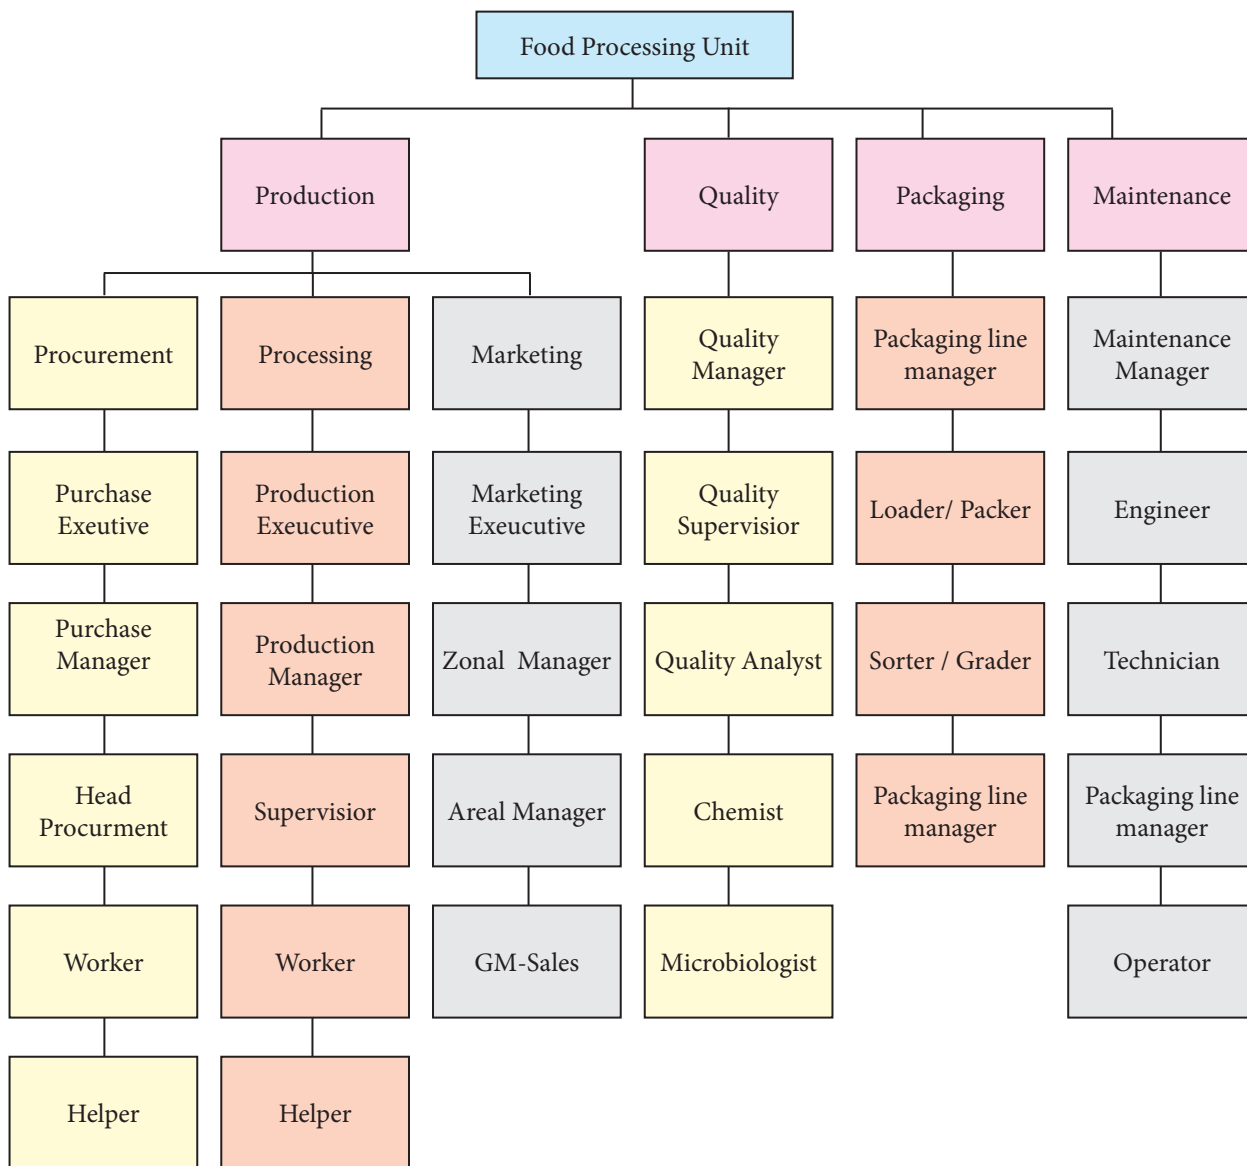 Food Processing Unit
Production
Quality
Packaging
Maintenance
Procurement
Processing
Marketing
Quality
Manager
Packaging line
manager
Maintenance
Manager
Purchase
Exeutive
Production
Exeucutive
Marketing
Exeucutive
Quality
Supervisior
Loader/ Packer
Engineer
Purchase
Manager
Production
Manager
Zonal Manager
Quality Analyst
Sorter / Grader
Technician
Head
Procurment
Supervisior
Areal Manager
Chemist
Packaging line
manager
Packaging line
manager
Worker
Worker
GM-Sales
Microbiologist
Operator
Helper
Helper